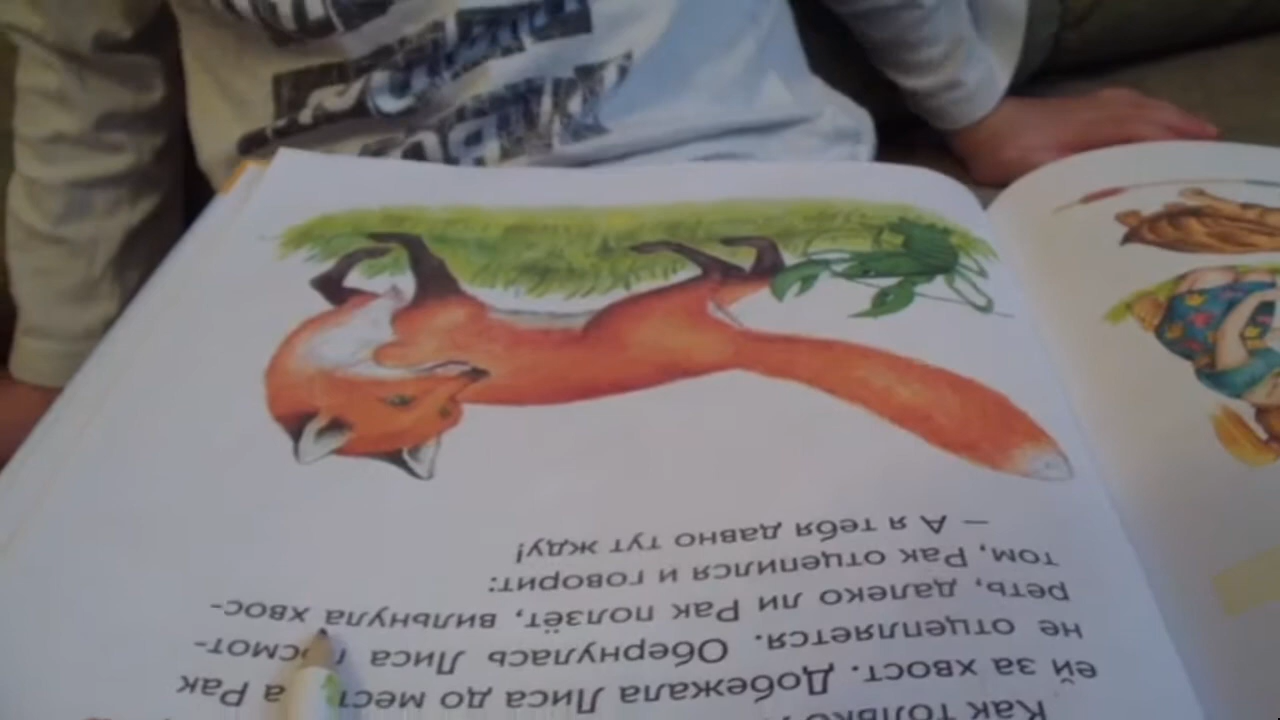 Как только
ей за хвост. Добежала Лиса до а Рак
не отцепляется. Обернулась Лиса
реть, далеко ли Рак ползёт, вильнула хвос-
том, Рак отцепился и говорит:
– А я тебя давно тут жду!